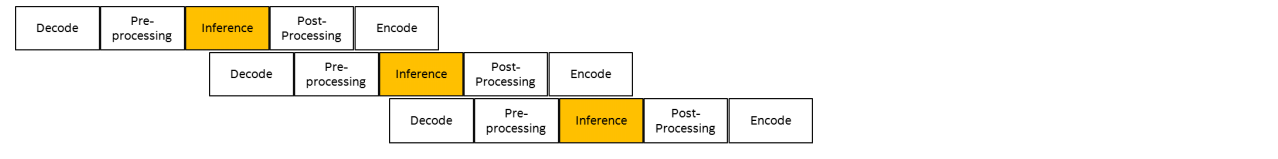 Decode
Pre-
processing
Inference
Post-
Processing
Encode
Decode
Pre-
processing
Inference
Post-
Processing
Encode
Decode
Pre-
processing
Inference
Post-
Processing
Encode